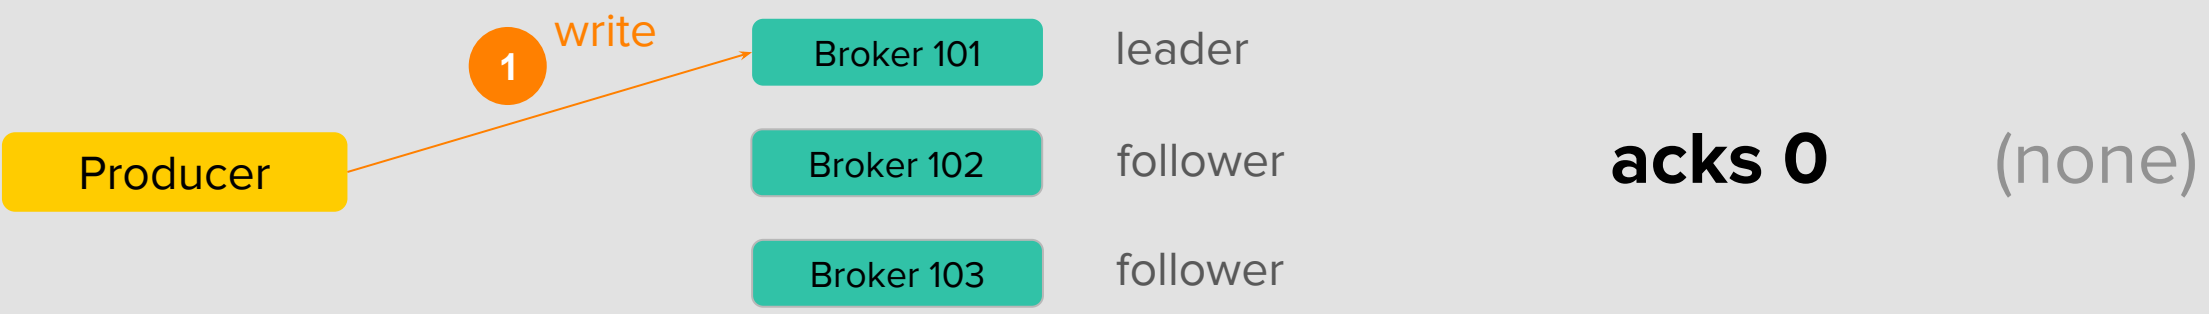 write
1
Broker 101 leader
Producer
Broker 102 follower
acks 0 (none)
Broker 103 follower